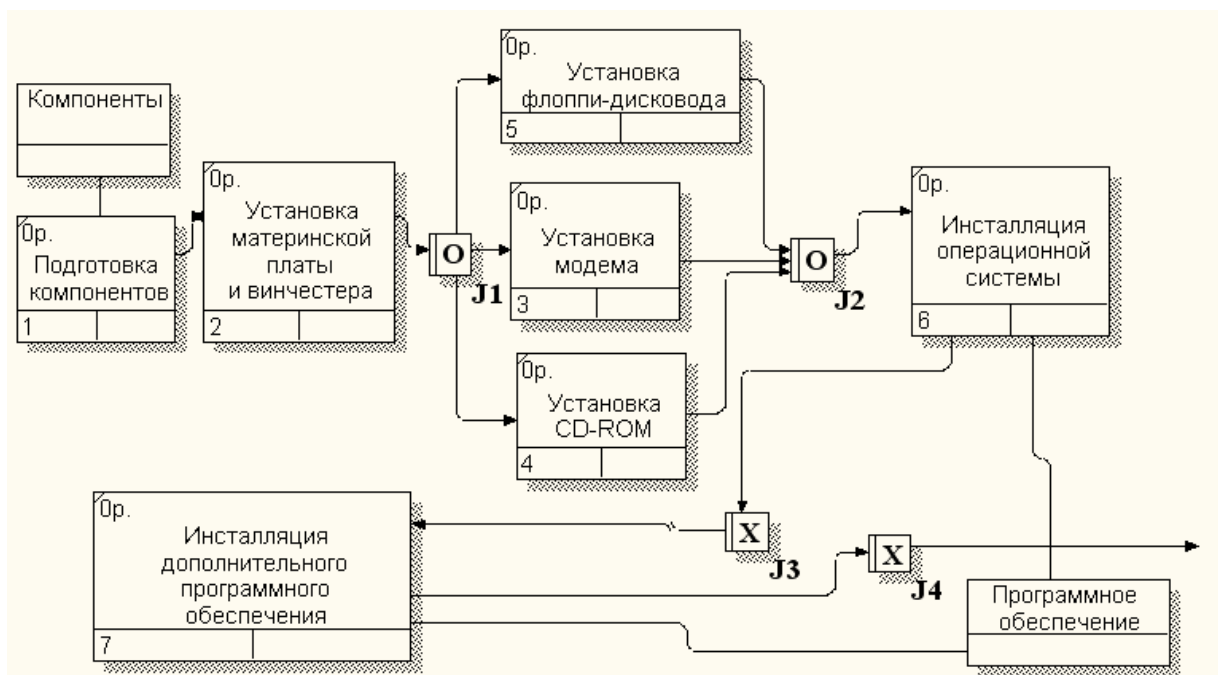 Компоненты
0р.
Подготовка
компонентов
1
0р.
Установка
материнской
платы
и винчестера
2
O
J1
0р.
Установка
флоппи-дисковода
5
0р.
Установка
модема
3
0р.
Установка
CD-ROM
4
O
J2
0р.
Инсталляция
операционной
системы
6
X
J3
0р.
Инсталляция
дополнительного
программного
обеспечения
7
X
J4
Программное
обеспечение